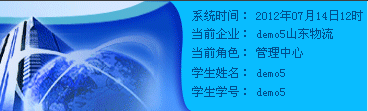 系统时间： 2012年07月14日12时
当前企业： demo5山东物流
当前角色： 管理中心
学生姓名： demo5
学生学号： demo5